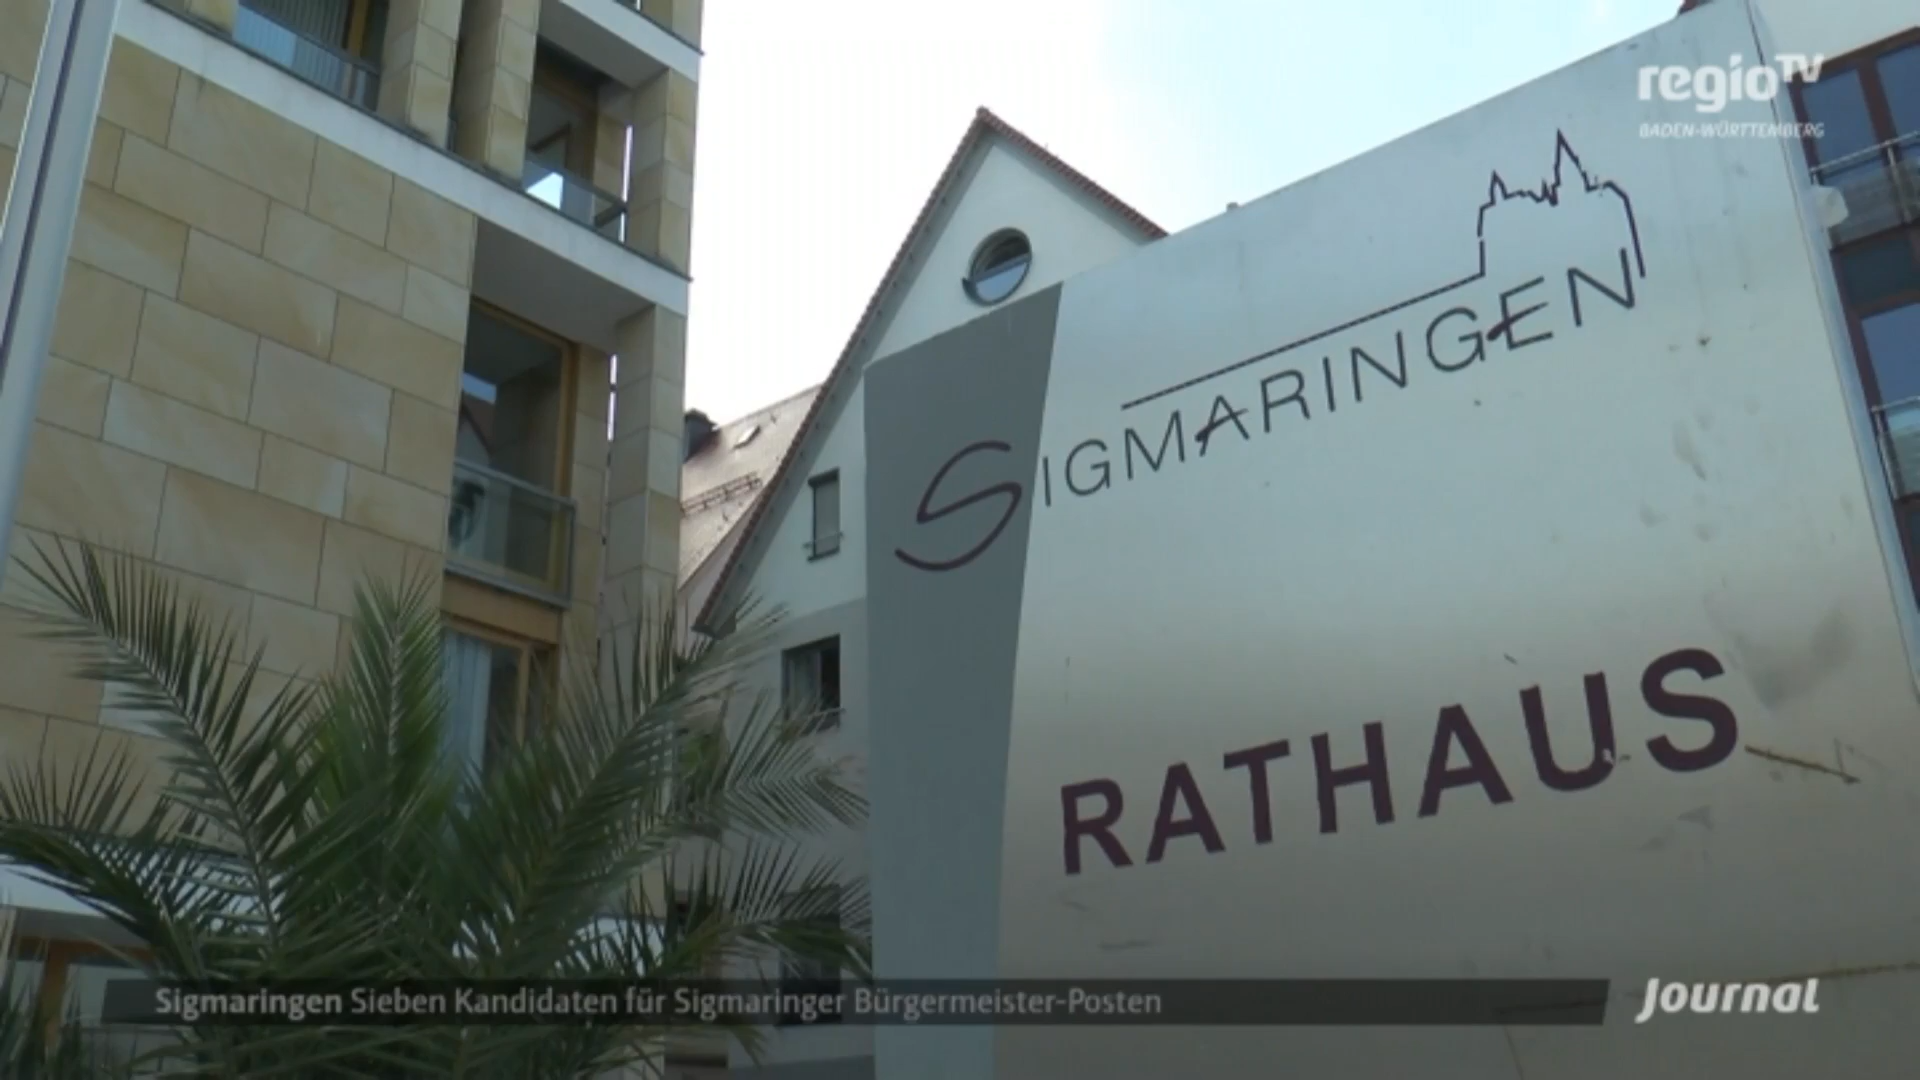 regioTV
BADEN-WÜRTTEMBERG
SIGMARINGEN
RATHAUS
Sigmaringen Sieben Kandidaten für Sigmaringer Bürgermeister-Posten
Journal